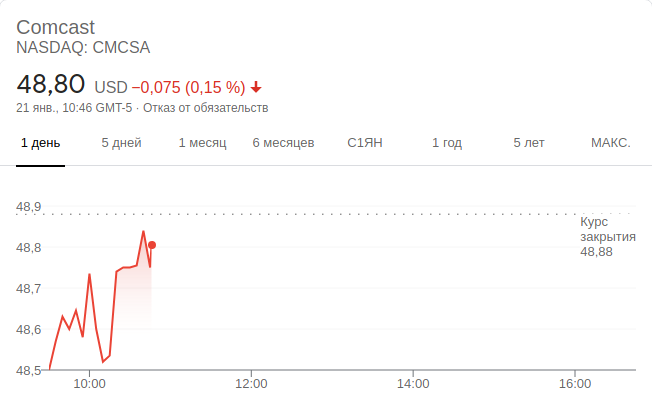 Comcast
NASDAQ: CMCSA
48,80 USD −0,075 (0,15 %)
21 янв., 10:46 GMT-5 · Отказ от обязательств
1 день 5 дней 1 месяц 6 месяцев С1ЯН 1 год 5 лет МАКС.
48,9
Курс
закрытия
48,88
48,8
48,7
48,6
48,5
10:00 12:00 14:00 16:00